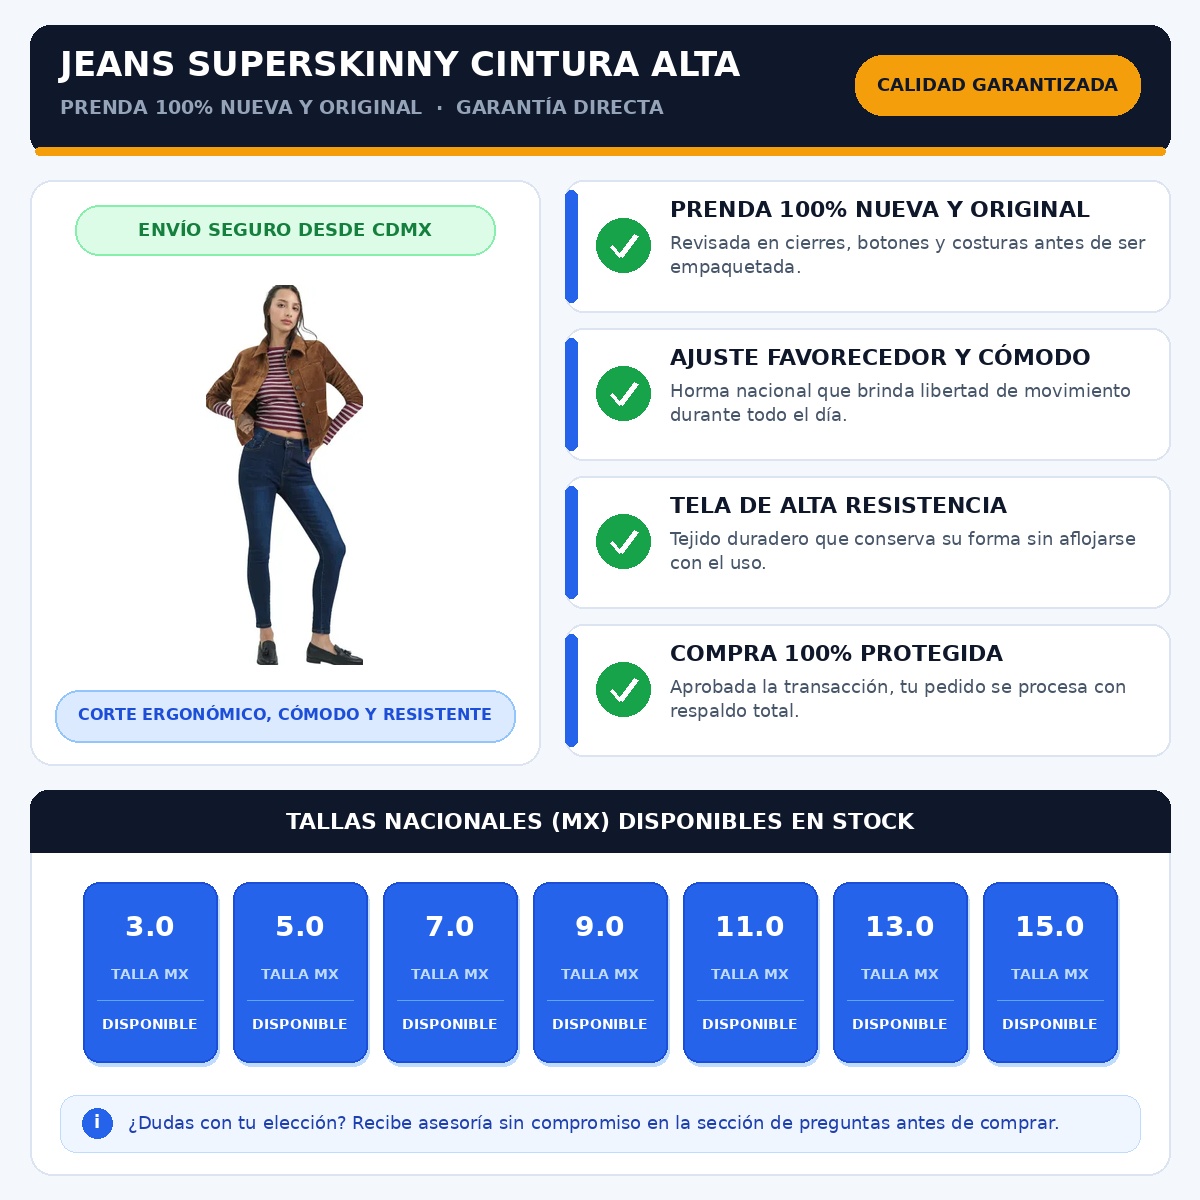 JEANS SUPERSKINNY CINTURA ALTA
PRENDA 100% NUEVA Y ORIGINAL · GARANTÍA DIRECTA
CALIDAD GARANTIZADA
ENVÍO SEGURO DESDE CDMX
CORTE ERGONÓMICO, CÓMODO Y RESISTENTE
PRENDA 100% NUEVA Y ORIGINAL
Revisada en cierres, botones y costuras antes de ser
empaquetada.
AJUSTE FAVORECEDOR Y CÓMODO
Horma nacional que brinda libertad de movimiento
durante todo el día.
TELA DE ALTA RESISTENCIA
Tejido duradero que conserva su forma sin aflojarse
con el uso.
COMPRA 100% PROTEGIDA
Aprobada la transacción, tu pedido se procesa con
respaldo total.
TALLAS NACIONALES (MX) DISPONIBLES EN STOCK
3.0
TALLA MX
DISPONIBLE
5.0
TALLA MX
DISPONIBLE
7.0
TALLA MX
DISPONIBLE
9.0
TALLA MX
DISPONIBLE
11.0
TALLA MX
DISPONIBLE
13.0
TALLA MX
DISPONIBLE
15.0
TALLA MX
DISPONIBLE
i ¿Dudas con tu elección? Recibe asesoría sin compromiso en la sección de preguntas antes de comprar.